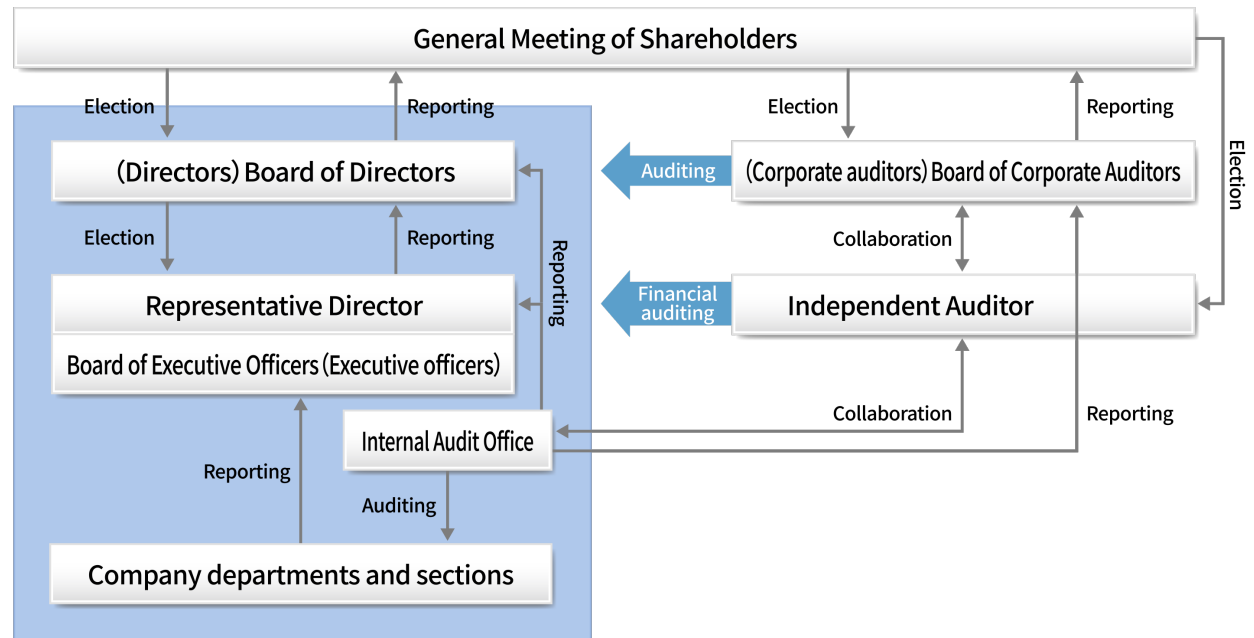 General Meeting of Shareholders
Election
Reporting
Election
Reporting
Election
(Directors) Board of Directors
Auditing
(Corporate auditors) Board of Corporate Auditors
Election
Reporting
Reporting
Collaboration
Representative Director
Financial
auditing
Independent Auditor
Board of Executive Officers (Executive officers)
Collaboration
Reporting
Internal Audit Office
Reporting
Auditing
Company departments and sections